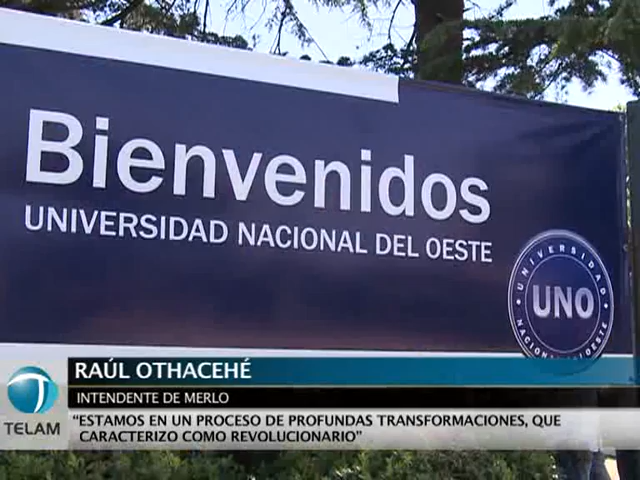 Bienvenidos
UNIVERSIDAD NACIONAL DEL OESTE
UNIVERSIDAD
UNO
NACIONAL DEL OESTE
RAÚL OTHACEHÉ
INTENDENTE DE MERLO
TELAM
“ESTAMOS EN UN PROCESO DE PROFUNDAS TRANSFORMACIONES, QUE
CARACTERIZO COMO REVOLUCIONARIO”